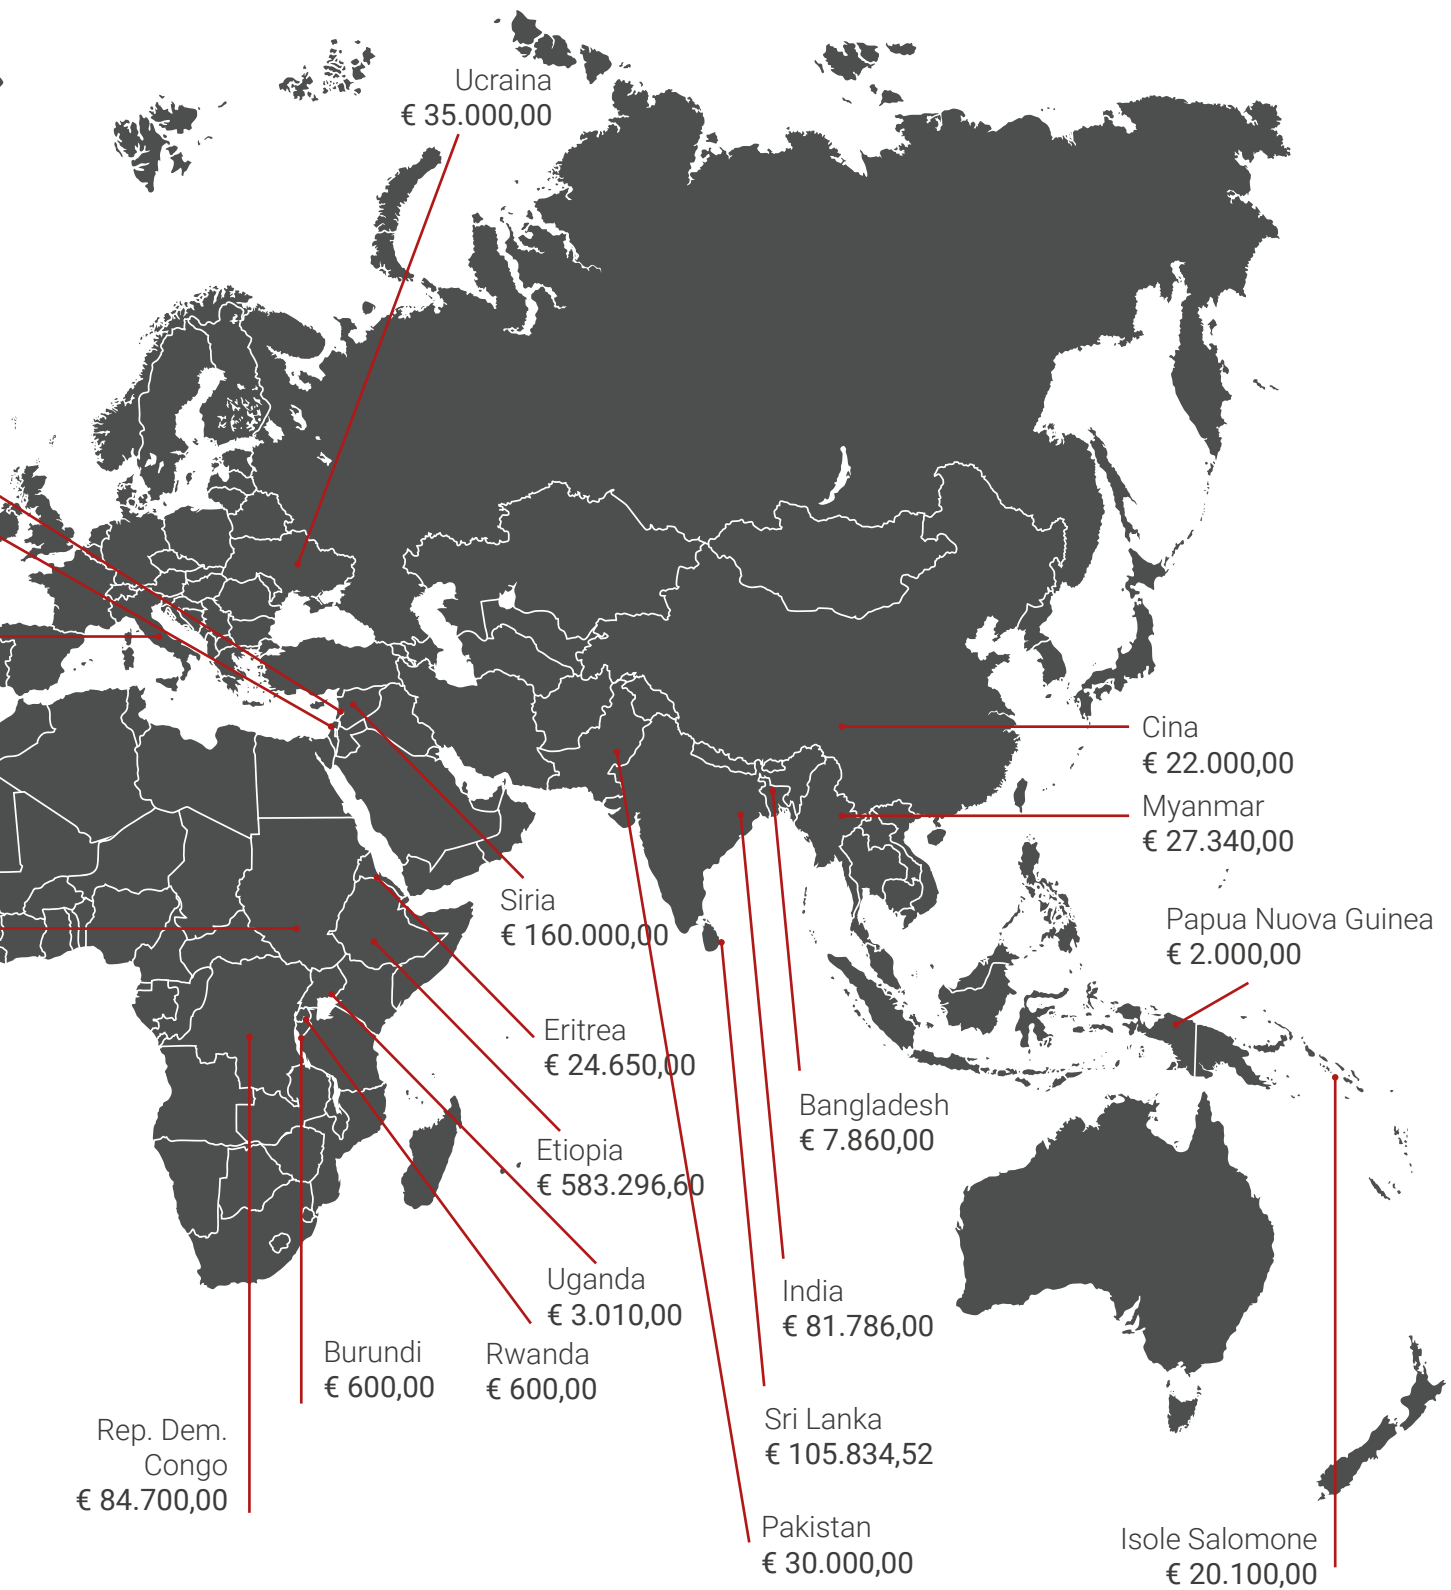 Ucraina
€ 35.000,00
Cina
€ 22.000,00
Myanmar
€ 27.340,00
Siria
€ 160.000,00
Papua Nuova Guinea
€ 2.000,00
Eritrea
€ 24.650,00
Bangladesh
€ 7.860,00
Etiopia
€ 583.296,60
Uganda
€ 3.010,00
India
€ 81.786,00
Burundi
€ 600,00
Rwanda
€ 600,00
Sri Lanka
€ 105.834,52
Rep. Dem.
Congo
€ 84.700,00
Pakistan
€ 30.000,00
Isole Salomone
€ 20.100,00